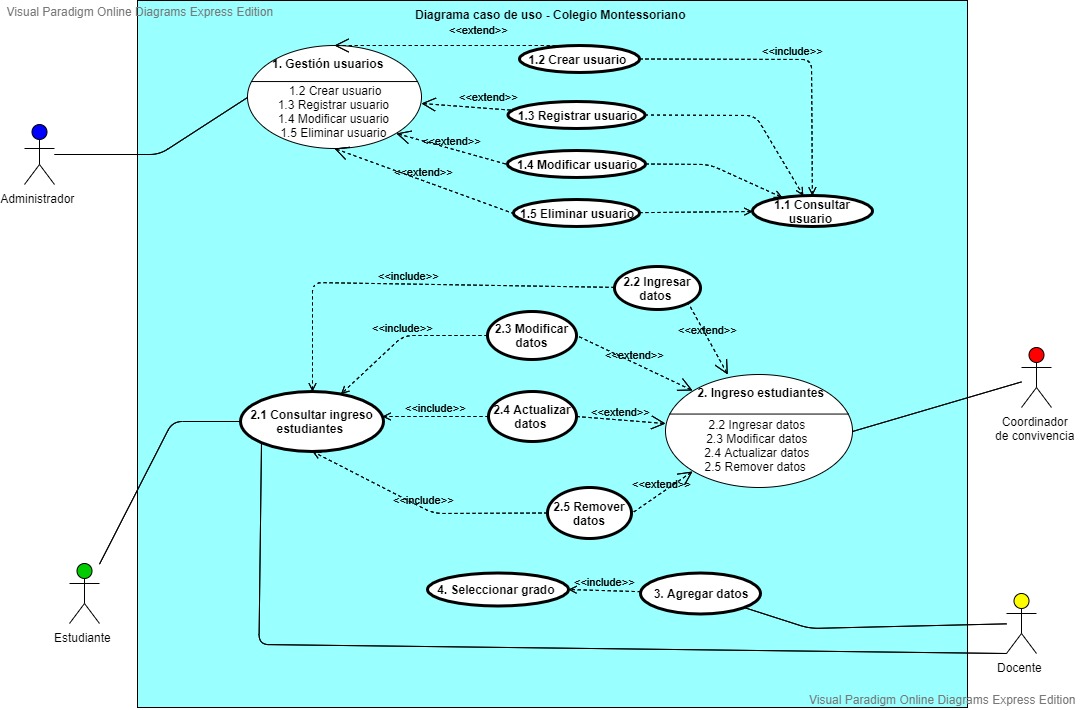 Visual Paradigm Online Diagrams Express Edition
Diagrama caso de uso - Colegio Montessoriano
<<extend>>
1. Gestión usuarios
1.2 Crear usuario
1.3 Registrar usuario
1.4 Modificar usuario
1.5 Eliminar usuario
1.2 Crear usuario
<<include>>
<<extend>>
1.3 Registrar usuario
<<extend>>
1.4 Modificar usuario
<<extend>>
1.5 Eliminar usuario
1.1 Consultar
usuario
Administrador
<<include>>
2.2 Ingresar
datos
<<include>>
2.3 Modificar
datos
<<extend>>
<<extend>>
2.1 Consultar ingreso
estudiantes
<<include>>
2.4 Actualizar
datos
<<extend>>
2. Ingreso estudiantes
2.2 Ingresar datos
2.3 Modificar datos
2.4 Actualizar datos
2.5 Remover datos
Coordinador
de convivencia
<<include>>
2.5 Remover
datos
<<extend>>
4. Seleccionar grado
<<include>>
3. Agregar datos
Estudiante
Docente
Visual Paradigm Online Diagrams Express Edition